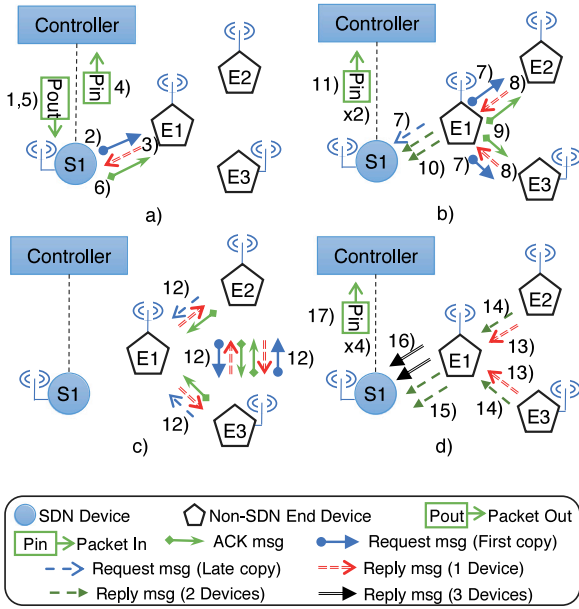 Controller
Pin
4)
Pout
1,5)
E2
E1
2)
3)
S1
6)
E3
a)
Controller
11)
Pin
x2)
7)
8)
E2
7)
E1
9)
S1
10)
7)
8)
E3
b)
Controller
12)
E2
E1
12)
12)
S1
12)
E3
c)
Controller
17)
Pin
x4)
16)
14)
E2
13)
E1
13)
S1
15)
14)
E3
d)
SDN Device
Non-SDN End Device
Pout
Packet Out
Pin
Packet In
ACK msg
Request msg (First copy)
Request msg (Late copy)
Reply msg (1 Device)
Reply msg (2 Devices)
Reply msg (3 Devices)